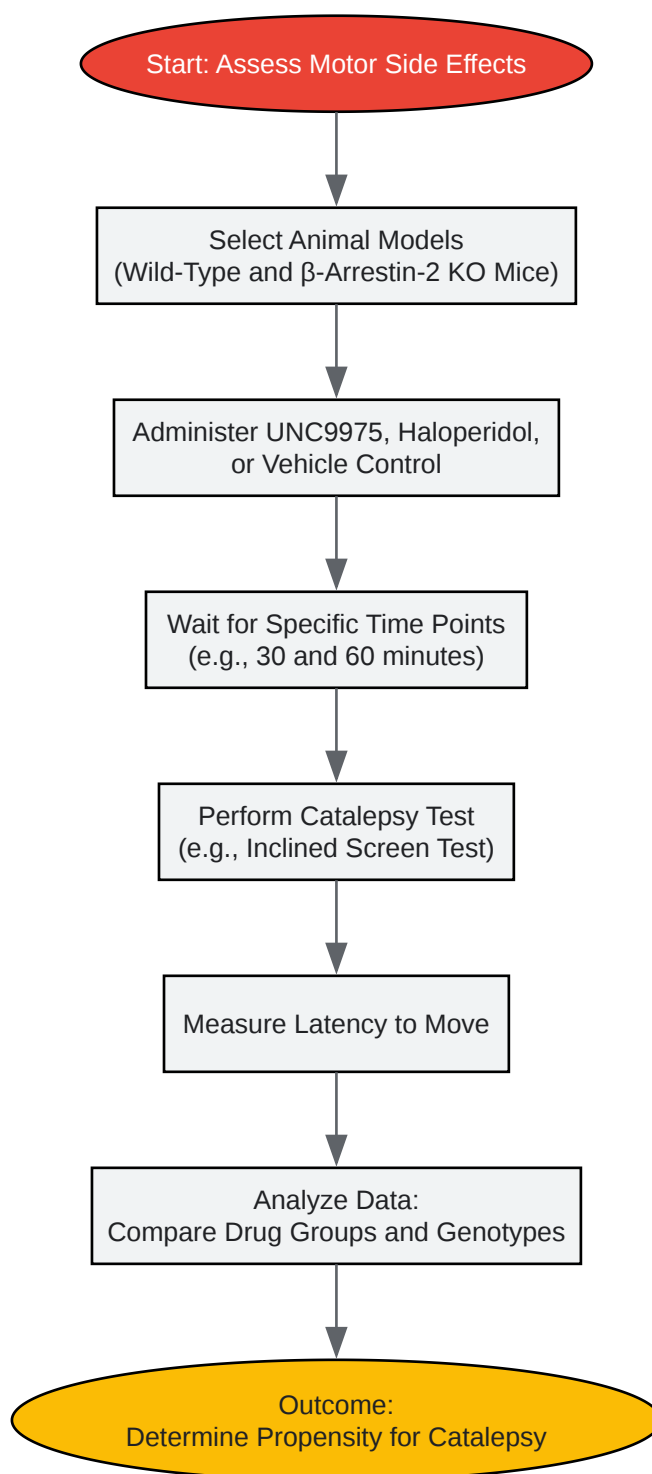 Start: Assess Motor Side Effects
Select Animal Models
(Wild-Type and β-Arrestin-2 KO Mice)
Administer UNC9975, Haloperidol,
or Vehicle Control
Wait for Specific Time Points
(e.g., 30 and 60 minutes)
Perform Catalepsy Test
(e.g., Inclined Screen Test)
Measure Latency to Move
Analyze Data:
Compare Drug Groups and Genotypes
Outcome:
Determine Propensity for Catalepsy